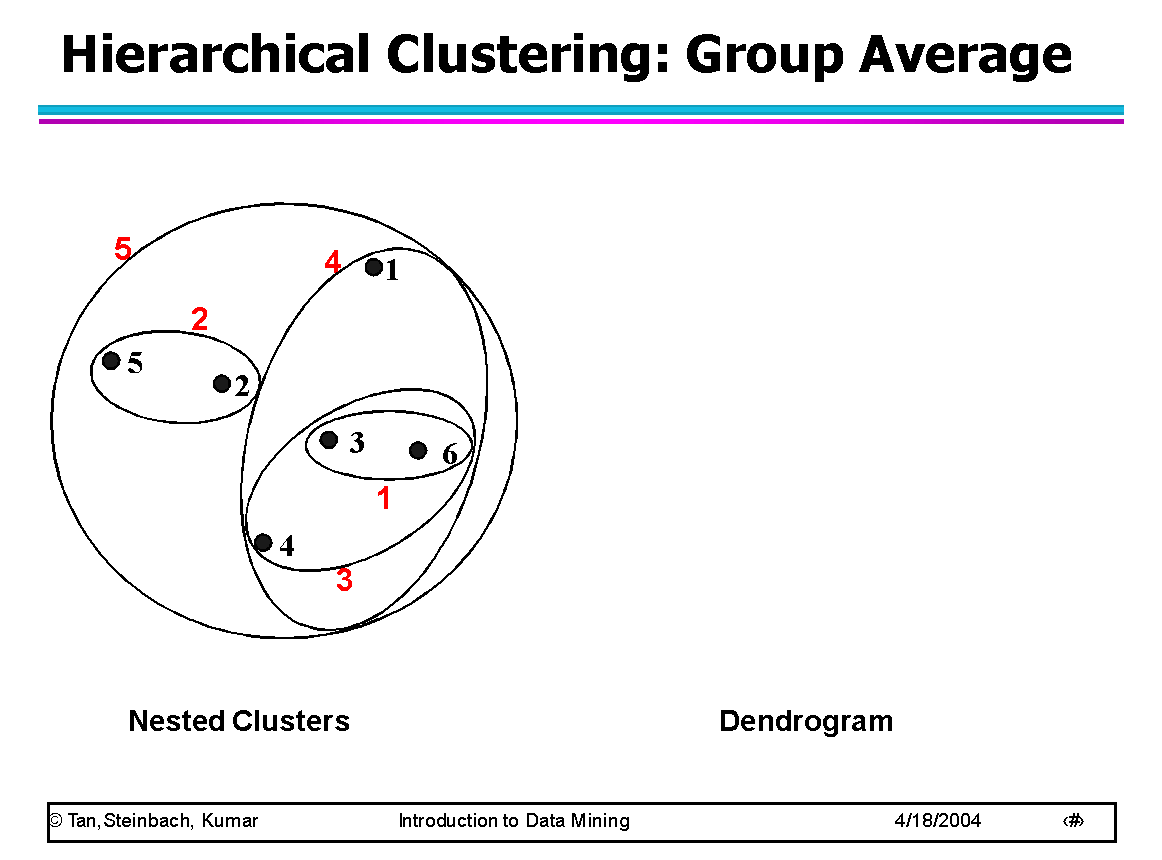 Hierarchical Clustering: Group Average
5
4
1
2
5
2
3
6
1
4
3
Nested Clusters
Dendrogram
© Tan,Steinbach, Kumar
Introduction to Data Mining
4/18/2004
‹#›